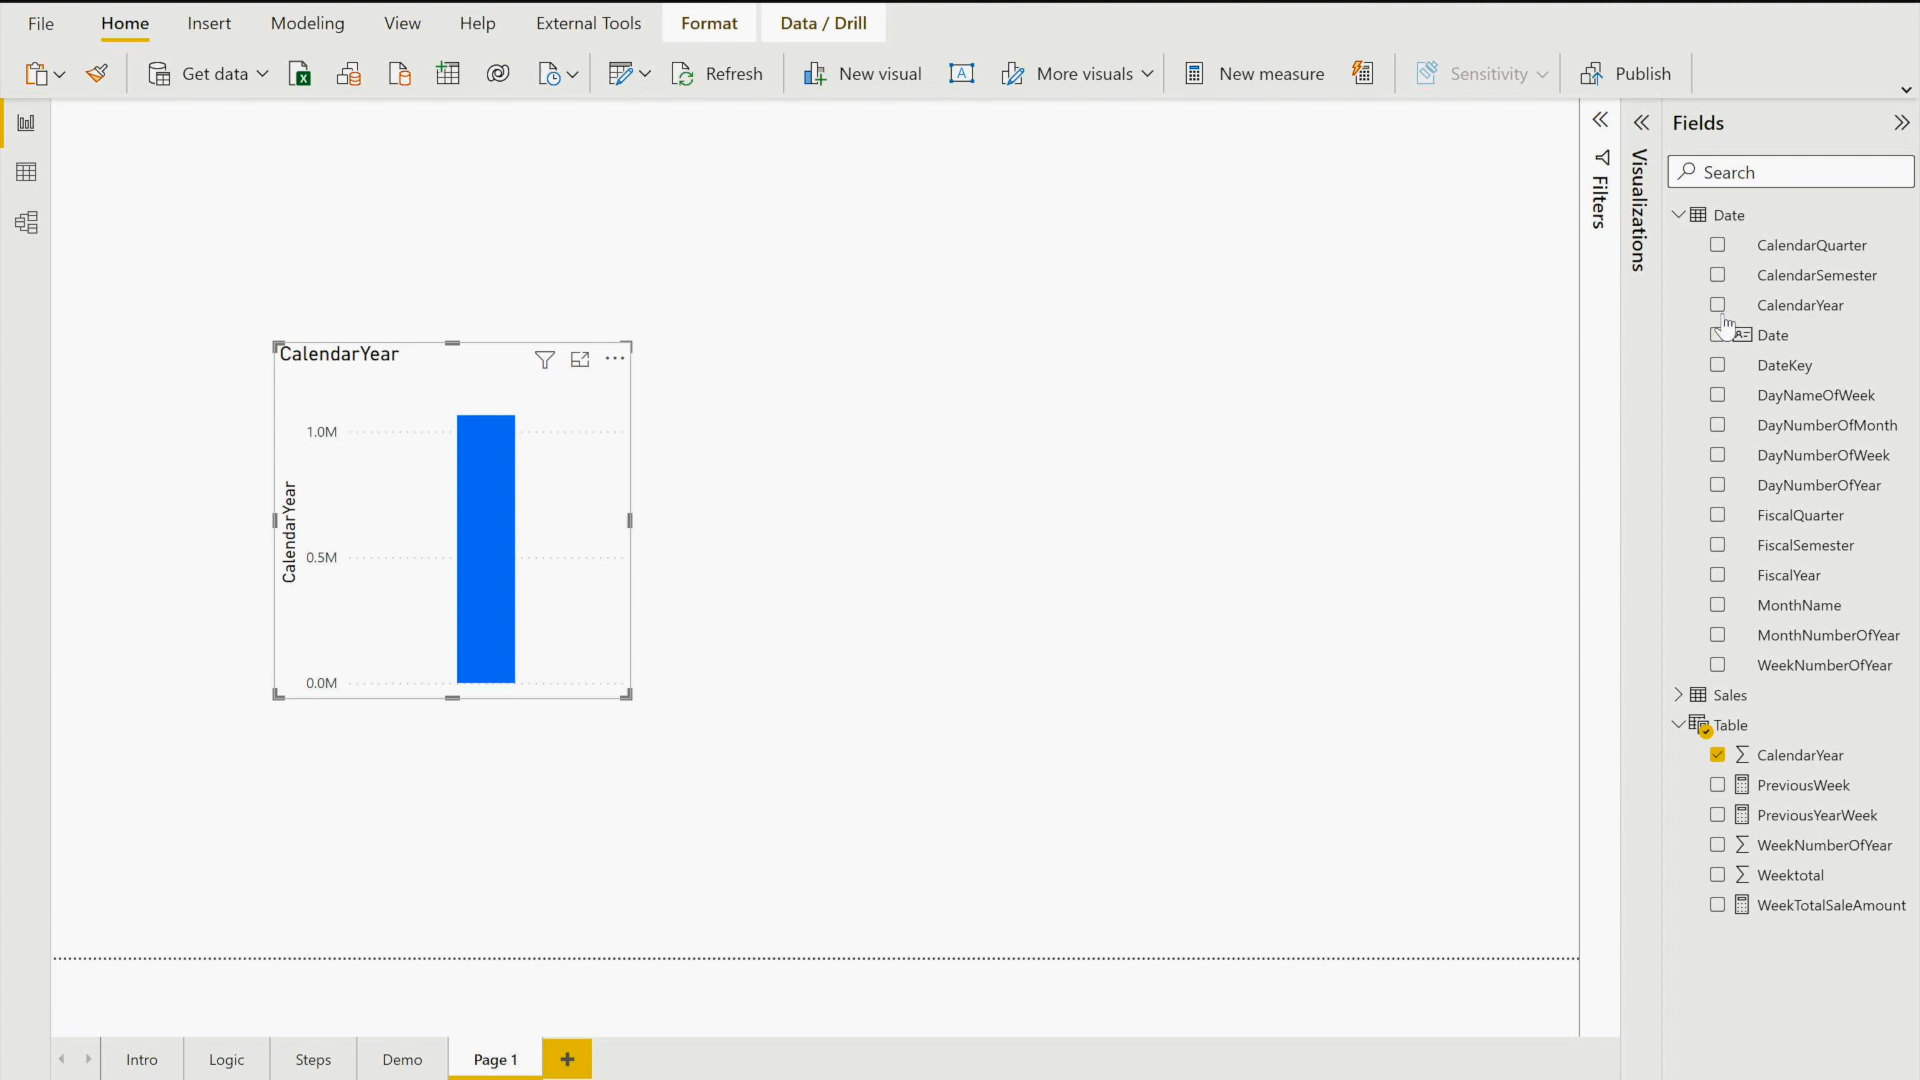 File Home Insert Modeling View Help External Tools Format Data / Drill
Get data Refresh New visual A More visuals New measure Sensitivity Publish
Filters
Visualizations
Fields
Search
Date
CalendarQuarter
CalendarSemester
CalendarYear
Date
DateKey
DayNameOfWeek
DayNumberOfMonth
DayNumberOfWeek
DayNumberOfYear
FiscalQuarter
FiscalSemester
FiscalYear
MonthName
MonthNumberOfYear
WeekNumberOfYear
Sales
Table
CalendarYear
PreviousWeek
PreviousYearWeek
WeekNumberOfYear
Weektotal
WeekTotalSaleAmount
CalendarYear
CalendarYear
1.0M
0.5M
0.0M
Intro Logic Steps Demo Page 1 +